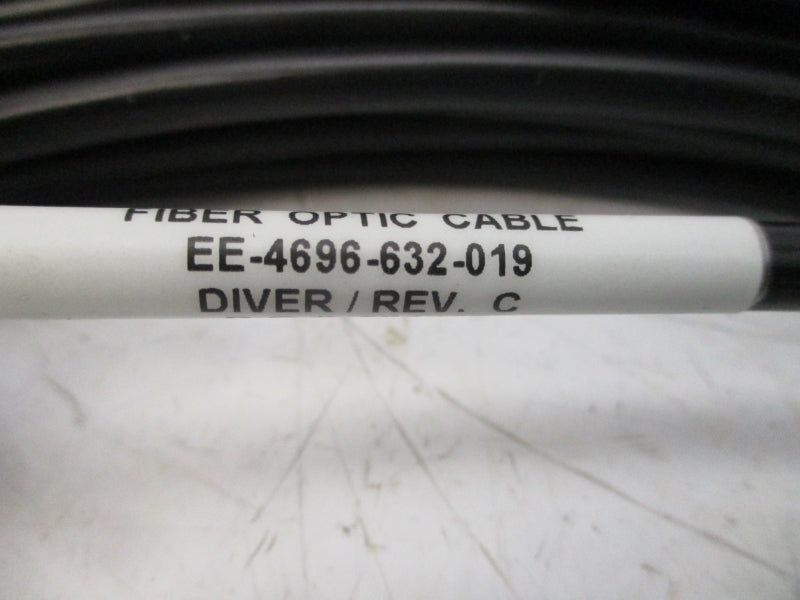 FIBER OPTIC CABLE
EE-4696-632-019
DIVER / REV. C